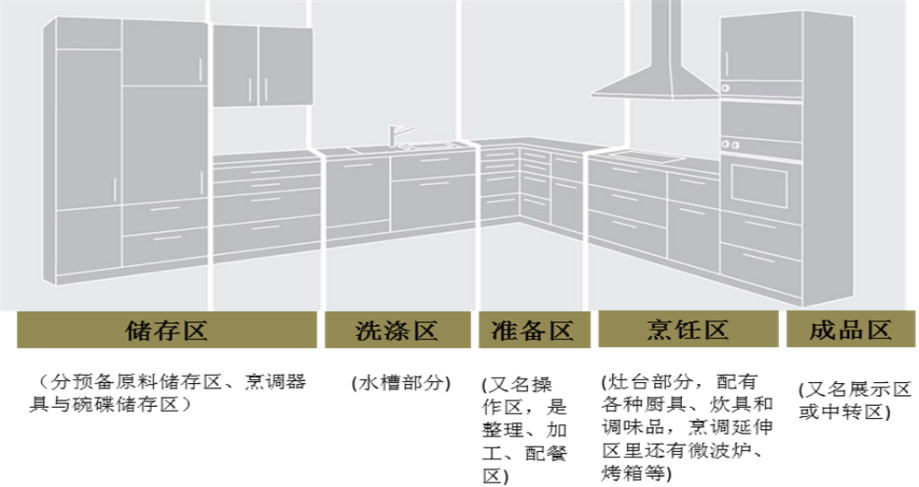 储存区
洗涤区
准备区
烹饪区
成品区
（分预备原料储存区、烹调器
具与碗碟储存区）
(水槽部分)
(又名操
作区，是
整理、加
工、配餐
区)
(灶台部分，配有
各种厨具、炊具和
调味品，烹调延伸
区里还有微波炉、
烤箱等)
(又名展示区
或中转区)